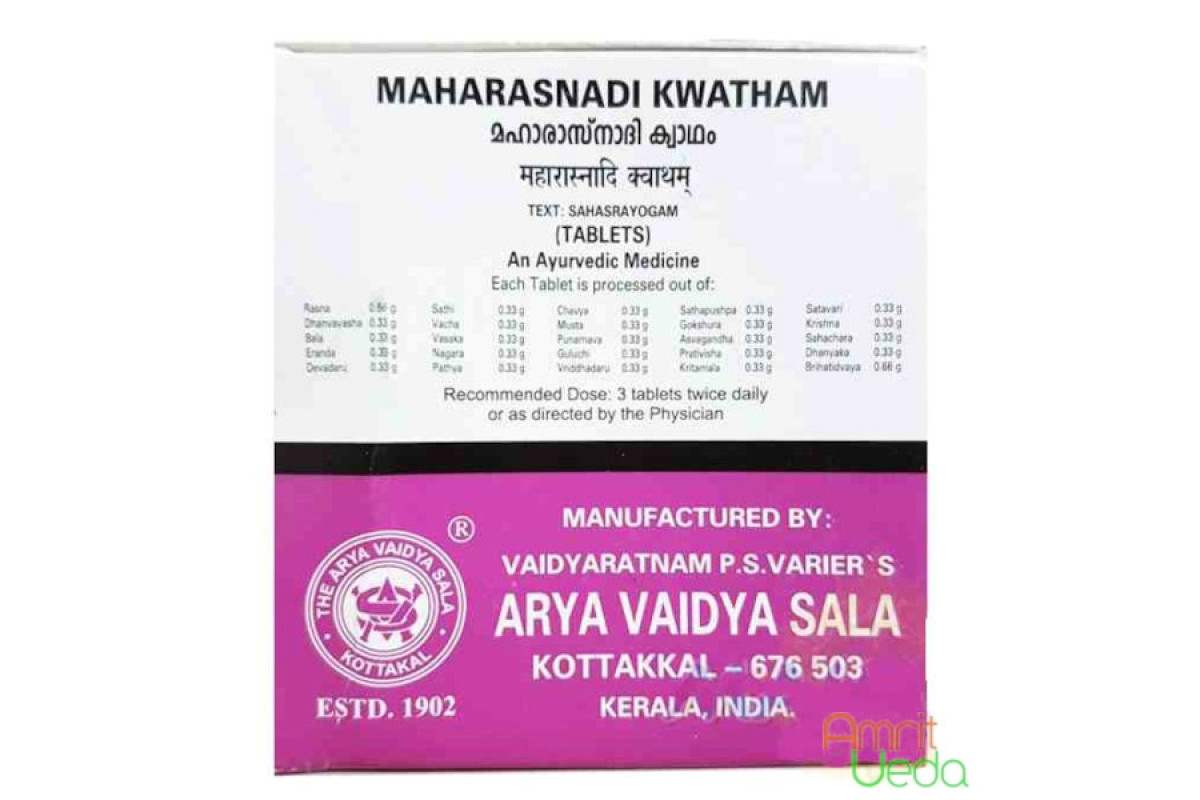 MAHARASNADI KWATHAM
മഹാരാസ്നാദി ക്വാഥം
महारास्नादि क्वाथम्
TEXT: SAHASRAYOGAM
(TABLETS)
An Ayurvedic Medicine
Each Tablet is processed out of:
Rasna 0.66 g Sathi 0.33 g Chavya 0.33 g Sathapushpa 0.33 g Satavari 0.33 g
Dhanvayasha 0.33 g Vacha 0.33 g Musta 0.33 g Gokshura 0.33 g Krishna 0.33 g
Bala 0.33 g Vasaka 0.33 g Punarnava 0.33 g Asvagandha 0.33 g Sahachara 0.33 g
Eranda 0.33 g Nagara 0.33 g Guluchi 0.33 g Prativisha 0.33 g Dhanyaka 0.33 g
Devadaru 0.33 g Pathya 0.33 g Vriddhadaru 0.33 g Kritamala 0.33 g Brihatidvaya 0.66 g
Recommended Dose: 3 tablets twice daily
or as directed by the Physician
MANUFACTURED BY:
VAIDYARATNAM P.S.VARIER`S
ARYA VAIDYA SALA
KOTTAKKAL – 676 503
KERALA, INDIA.
®
THE ARYA VAIDYA SALA
KOTTAKAL
ESTD. 1902
Amrit
Veda